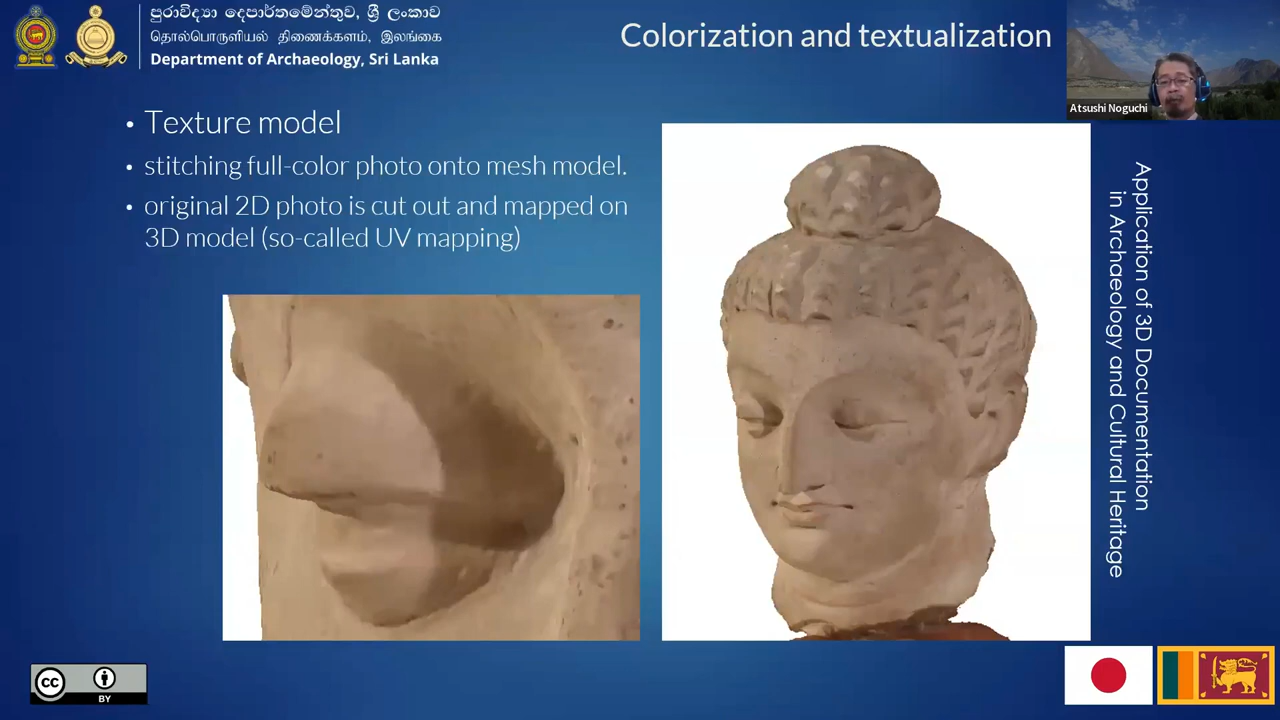 පුරාවිද්‍යා දෙපාර්තමේන්තුව, ශ්‍රී ලංකාව
தொல்பொருளியல் திணைக்களம், இலங்கை
Department of Archaeology, Sri Lanka
Colorization and textualization
Atsushi Noguchi
• Texture model
• stitching full-color photo onto mesh model.
• original 2D photo is cut out and mapped on
3D model (so-called UV mapping)
Application of 3D Documentation
in Archaeology and Cultural Heritage
cc
BY